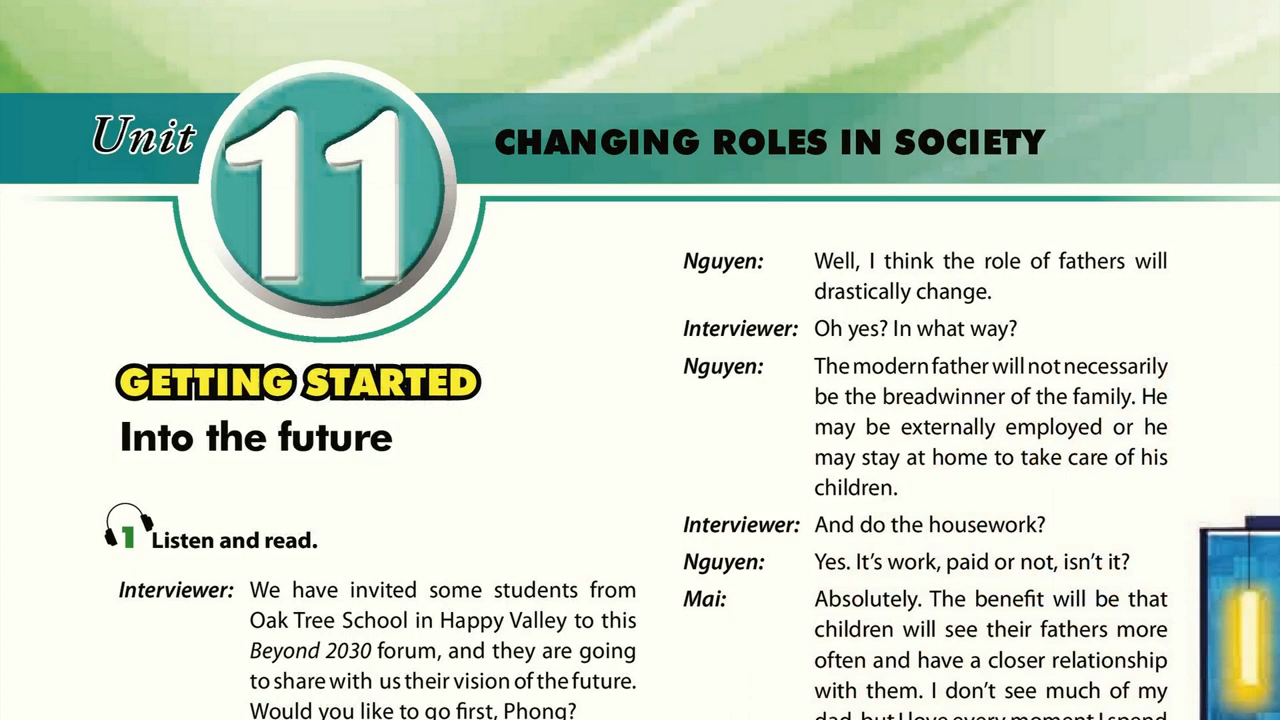 Unit 11 CHANGING ROLES IN SOCIETY
GETTING STARTED
Into the future
1 Listen and read.
Interviewer: We have invited some students from
Oak Tree School in Happy Valley to this
Beyond 2030 forum, and they are going
to share with us their vision of the future.
Would you like to go first, Phong?
Nguyen: Well, I think the role of fathers will
drastically change.
Interviewer: Oh yes? In what way?
Nguyen: The modern father will not necessarily
be the breadwinner of the family. He
may be externally employed or he
may stay at home to take care of his
children.
Interviewer: And do the housework?
Nguyen: Yes. It's work, paid or not, isn't it?
Mai: Absolutely. The benefit will be that
children will see their fathers more
often and have a closer relationship
with them. I don't see much of my
dad, but I love every moment I spend